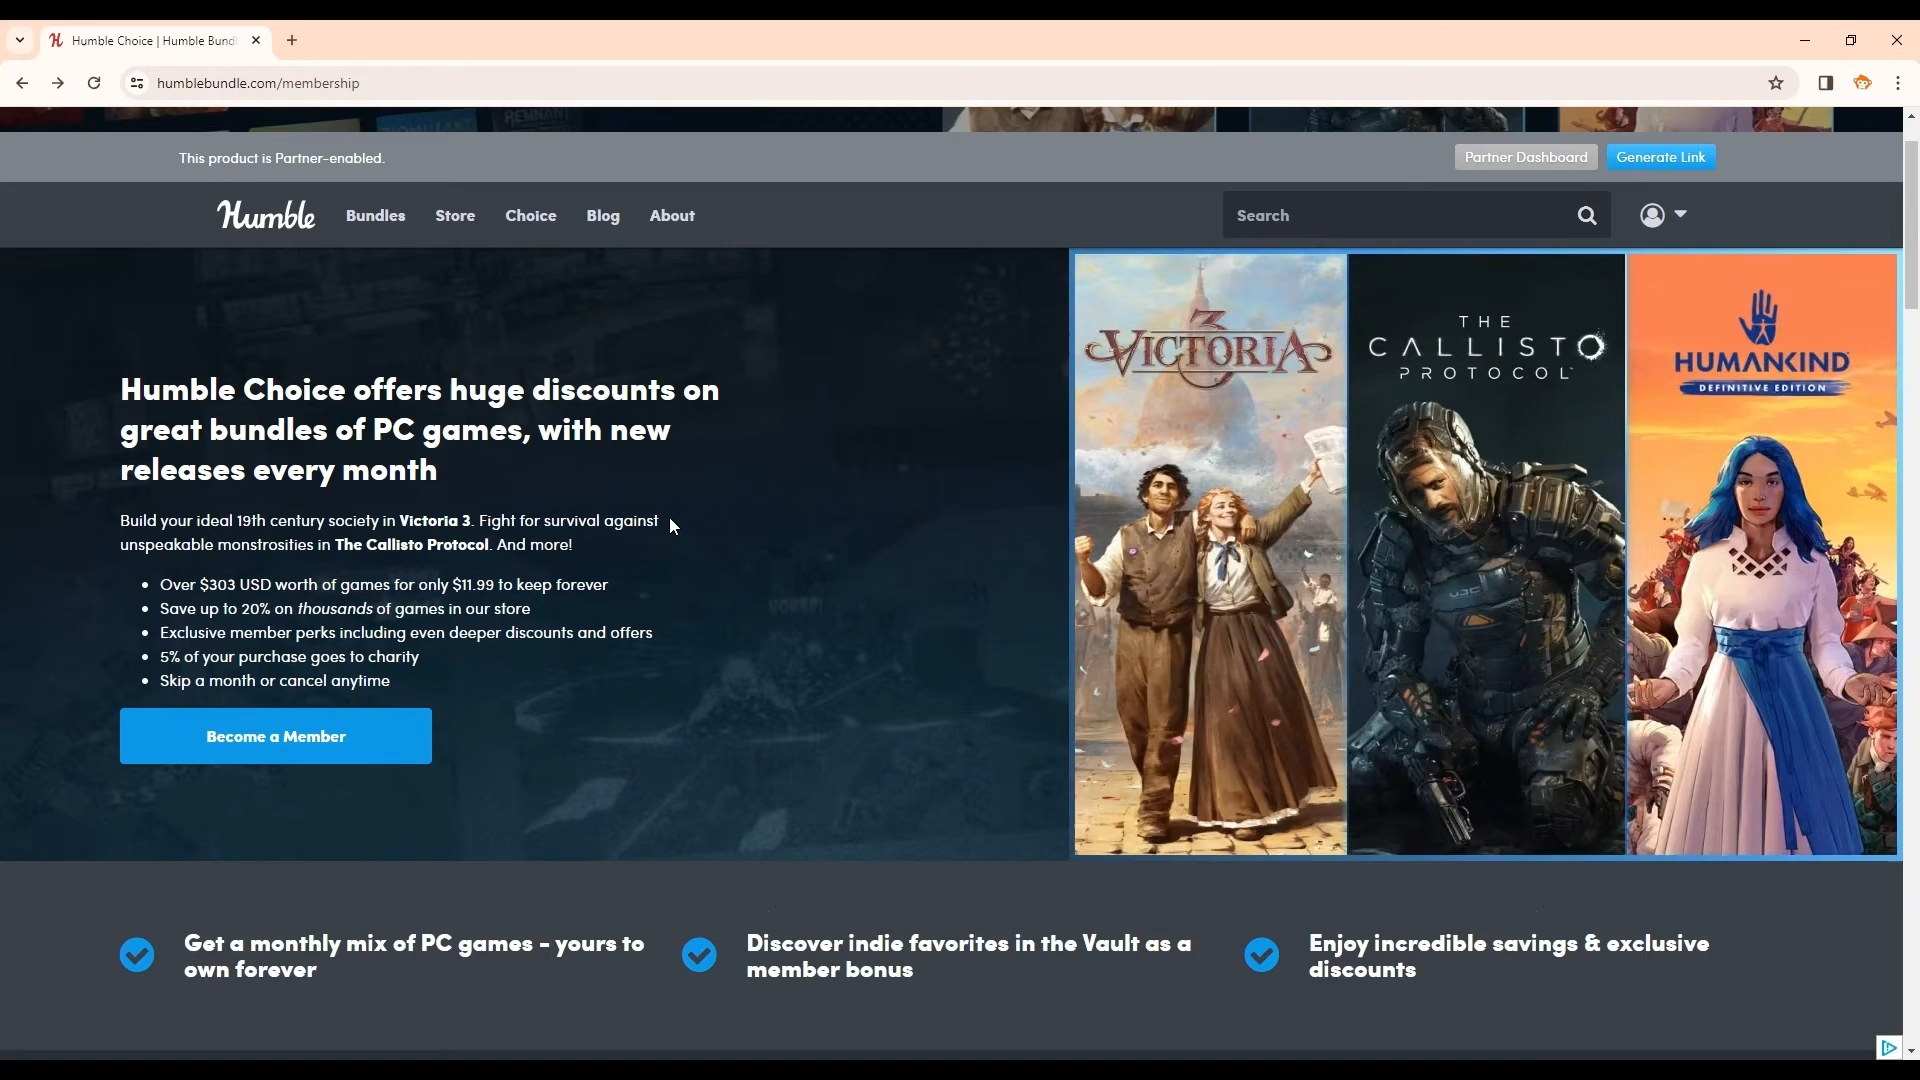 Humble Choice | Humble Bund
humblebundle.com/membership
This product is Partner-enabled.
Partner Dashboard
Generate Link
Humble
Bundles
Store
Choice
Blog
About
Search
VICTORIA
3
THE
CALLISTO
PROTOCOL
HUMANKIND
DEFINITIVE EDITION
Humble Choice offers huge discounts on
great bundles of PC games, with new
releases every month
Build your ideal 19th century society in Victoria 3. Fight for survival against
unspeakable monstrosities in The Callisto Protocol. And more!
• Over $303 USD worth of games for only $11.99 to keep forever
• Save up to 20% on thousands of games in our store
• Exclusive member perks including even deeper discounts and offers
• 5% of your purchase goes to charity
• Skip a month or cancel anytime
Become a Member
Get a monthly mix of PC games - yours to
own forever
Discover indie favorites in the Vault as a
member bonus
Enjoy incredible savings & exclusive
discounts